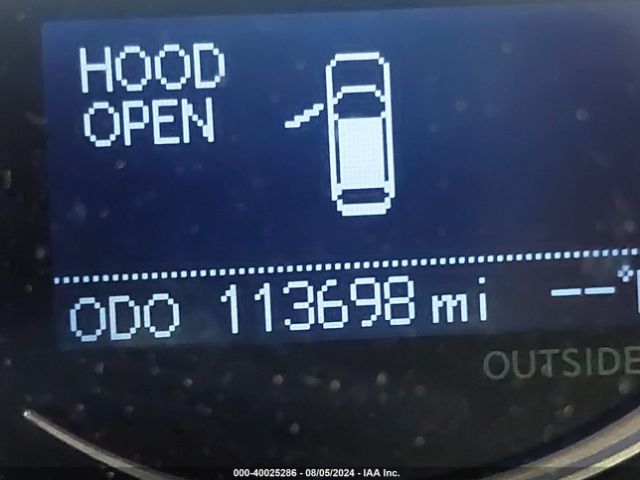 HOOD
OPEN
ODO 113698 mi --°
OUTSIDE
000-40025286 - 08/05/2024 - IAA Inc.